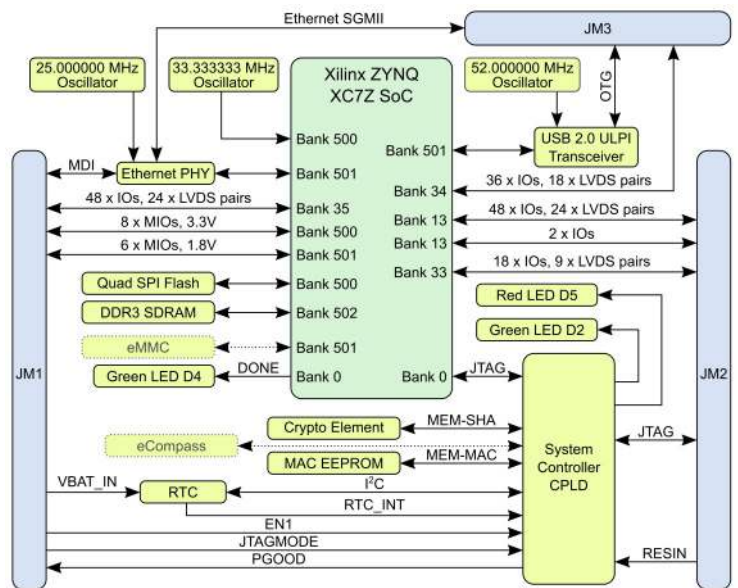 Ethernet SGMII
JM3
25.000000 MHz
Oscillator
33.333333 MHz
Oscillator
Xilinx ZYNQ
XC7Z SoC
52.000000 MHz
Oscillator
OTG
USB 2.0 ULPI
Transceiver
Bank 500
Bank 501
MDI
Ethernet PHY
Bank 501
36 x IOs, 18 x LVDS pairs
Bank 34
48 x IOs, 24 x LVDS pairs
Bank 35
48 x IOs, 24 x LVDS pairs
Bank 13
8 x MIOs, 3.3V
Bank 500
2 x IOs
Bank 13
6 x MIOs, 1.8V
Bank 501
18 x IOs, 9 x LVDS pairs
Bank 33
Quad SPI Flash
Bank 500
Red LED D5
DDR3 SDRAM
Bank 502
Green LED D2
eMMC
Bank 501
JM1
Green LED D4
DONE
Bank 0
Bank 0
JTAG
JM2
Crypto Element
MEM-SHA
eCompass
MAC EEPROM
MEM-MAC
System
Controller
CPLD
JTAG
VBAT_IN
RTC
I²C
RTC_INT
EN1
JTAGMODE
PGOOD
RESIN